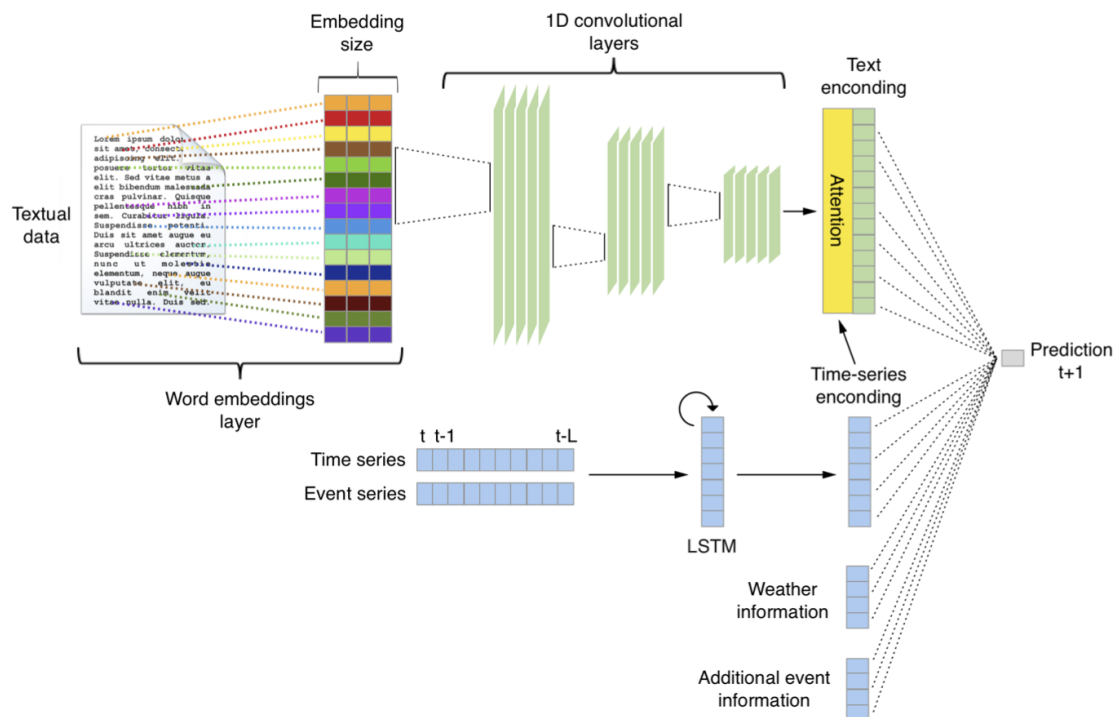 Embedding
size
1D convolutional
layers
Text
enconding
Textual
data
Lorem ipsum dolor
sit amet, consect.
adipiscing elit.
posuere tortor vitae
elit. Sed vitae metus a
elit bibendum malesuada
cras pulvinar. Quisque
pellentesque nibh in
sem. Curabitur ligula.
Suspendisse potenti.
Duis sit amet augue eu
arcu ultrices auctor.
Suspendisse elementum,
nunc ut molestie
elementum, neque augue
vulputate elit, eu
blandit enim velit
vitae nulla. Duis sed.
Attention
Word embeddings
layer
Prediction
t+1
Time-series
enconding
t t-1 t-L
Time series
Event series
LSTM
Weather
information
Additional event
information